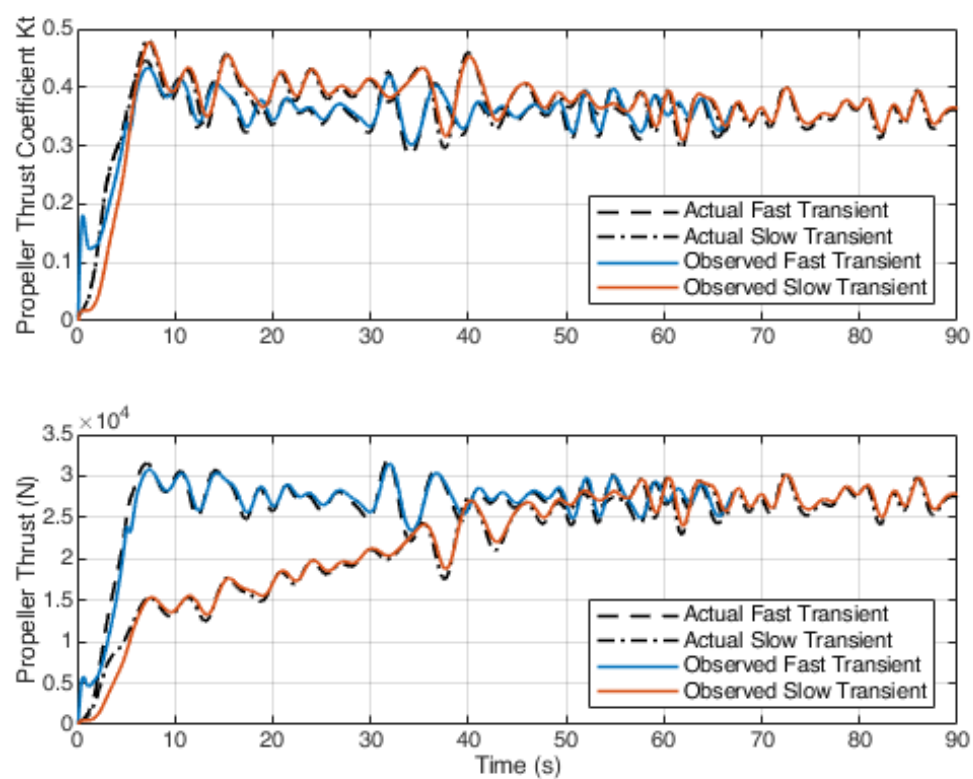 Propeller Thrust Coefficient Kt
0.5
0.4
0.3
0.2
0.1
0
0 10 20 30 40 50 60 70 80 90
Actual Fast Transient
Actual Slow Transient
Observed Fast Transient
Observed Slow Transient
Propeller Thrust (N)
×10⁴
3.5
3
2.5
2
1.5
1
0.5
0
0 10 20 30 40 50 60 70 80 90
Actual Fast Transient
Actual Slow Transient
Observed Fast Transient
Observed Slow Transient
Time (s)